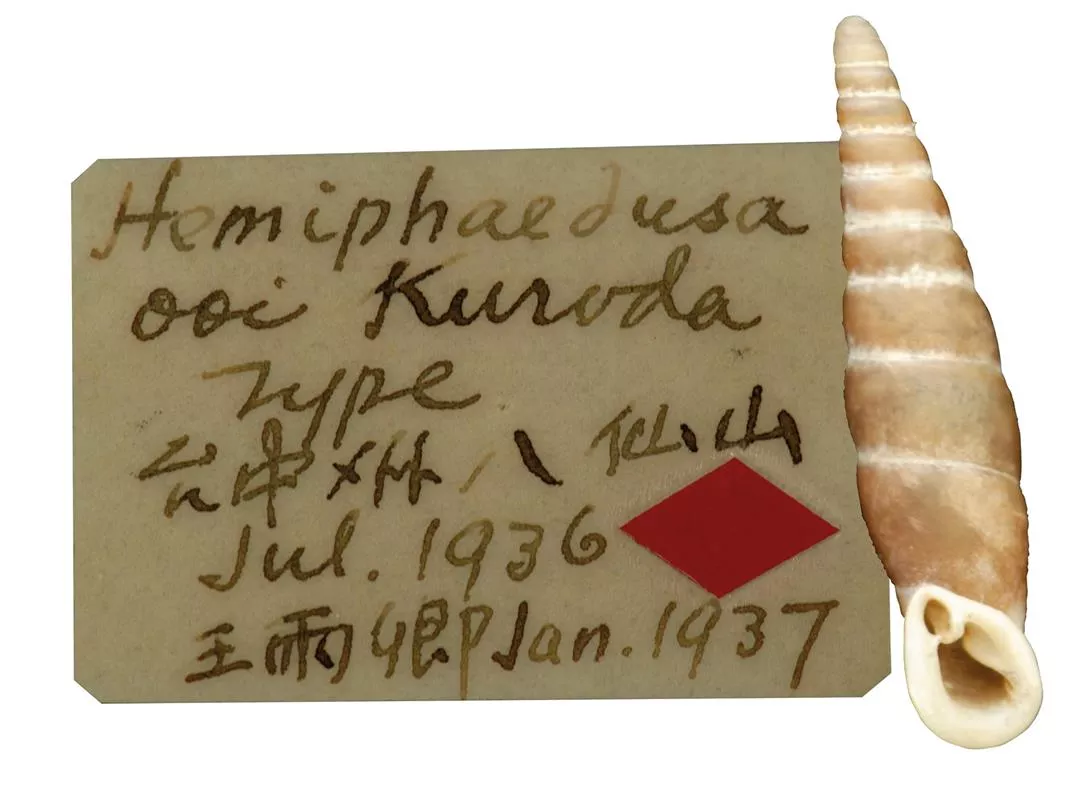 Hemiphaedusa
ooi Kuroda
Type
台中州 八仙山
Jul. 1936
王雨卿 Jan. 1937